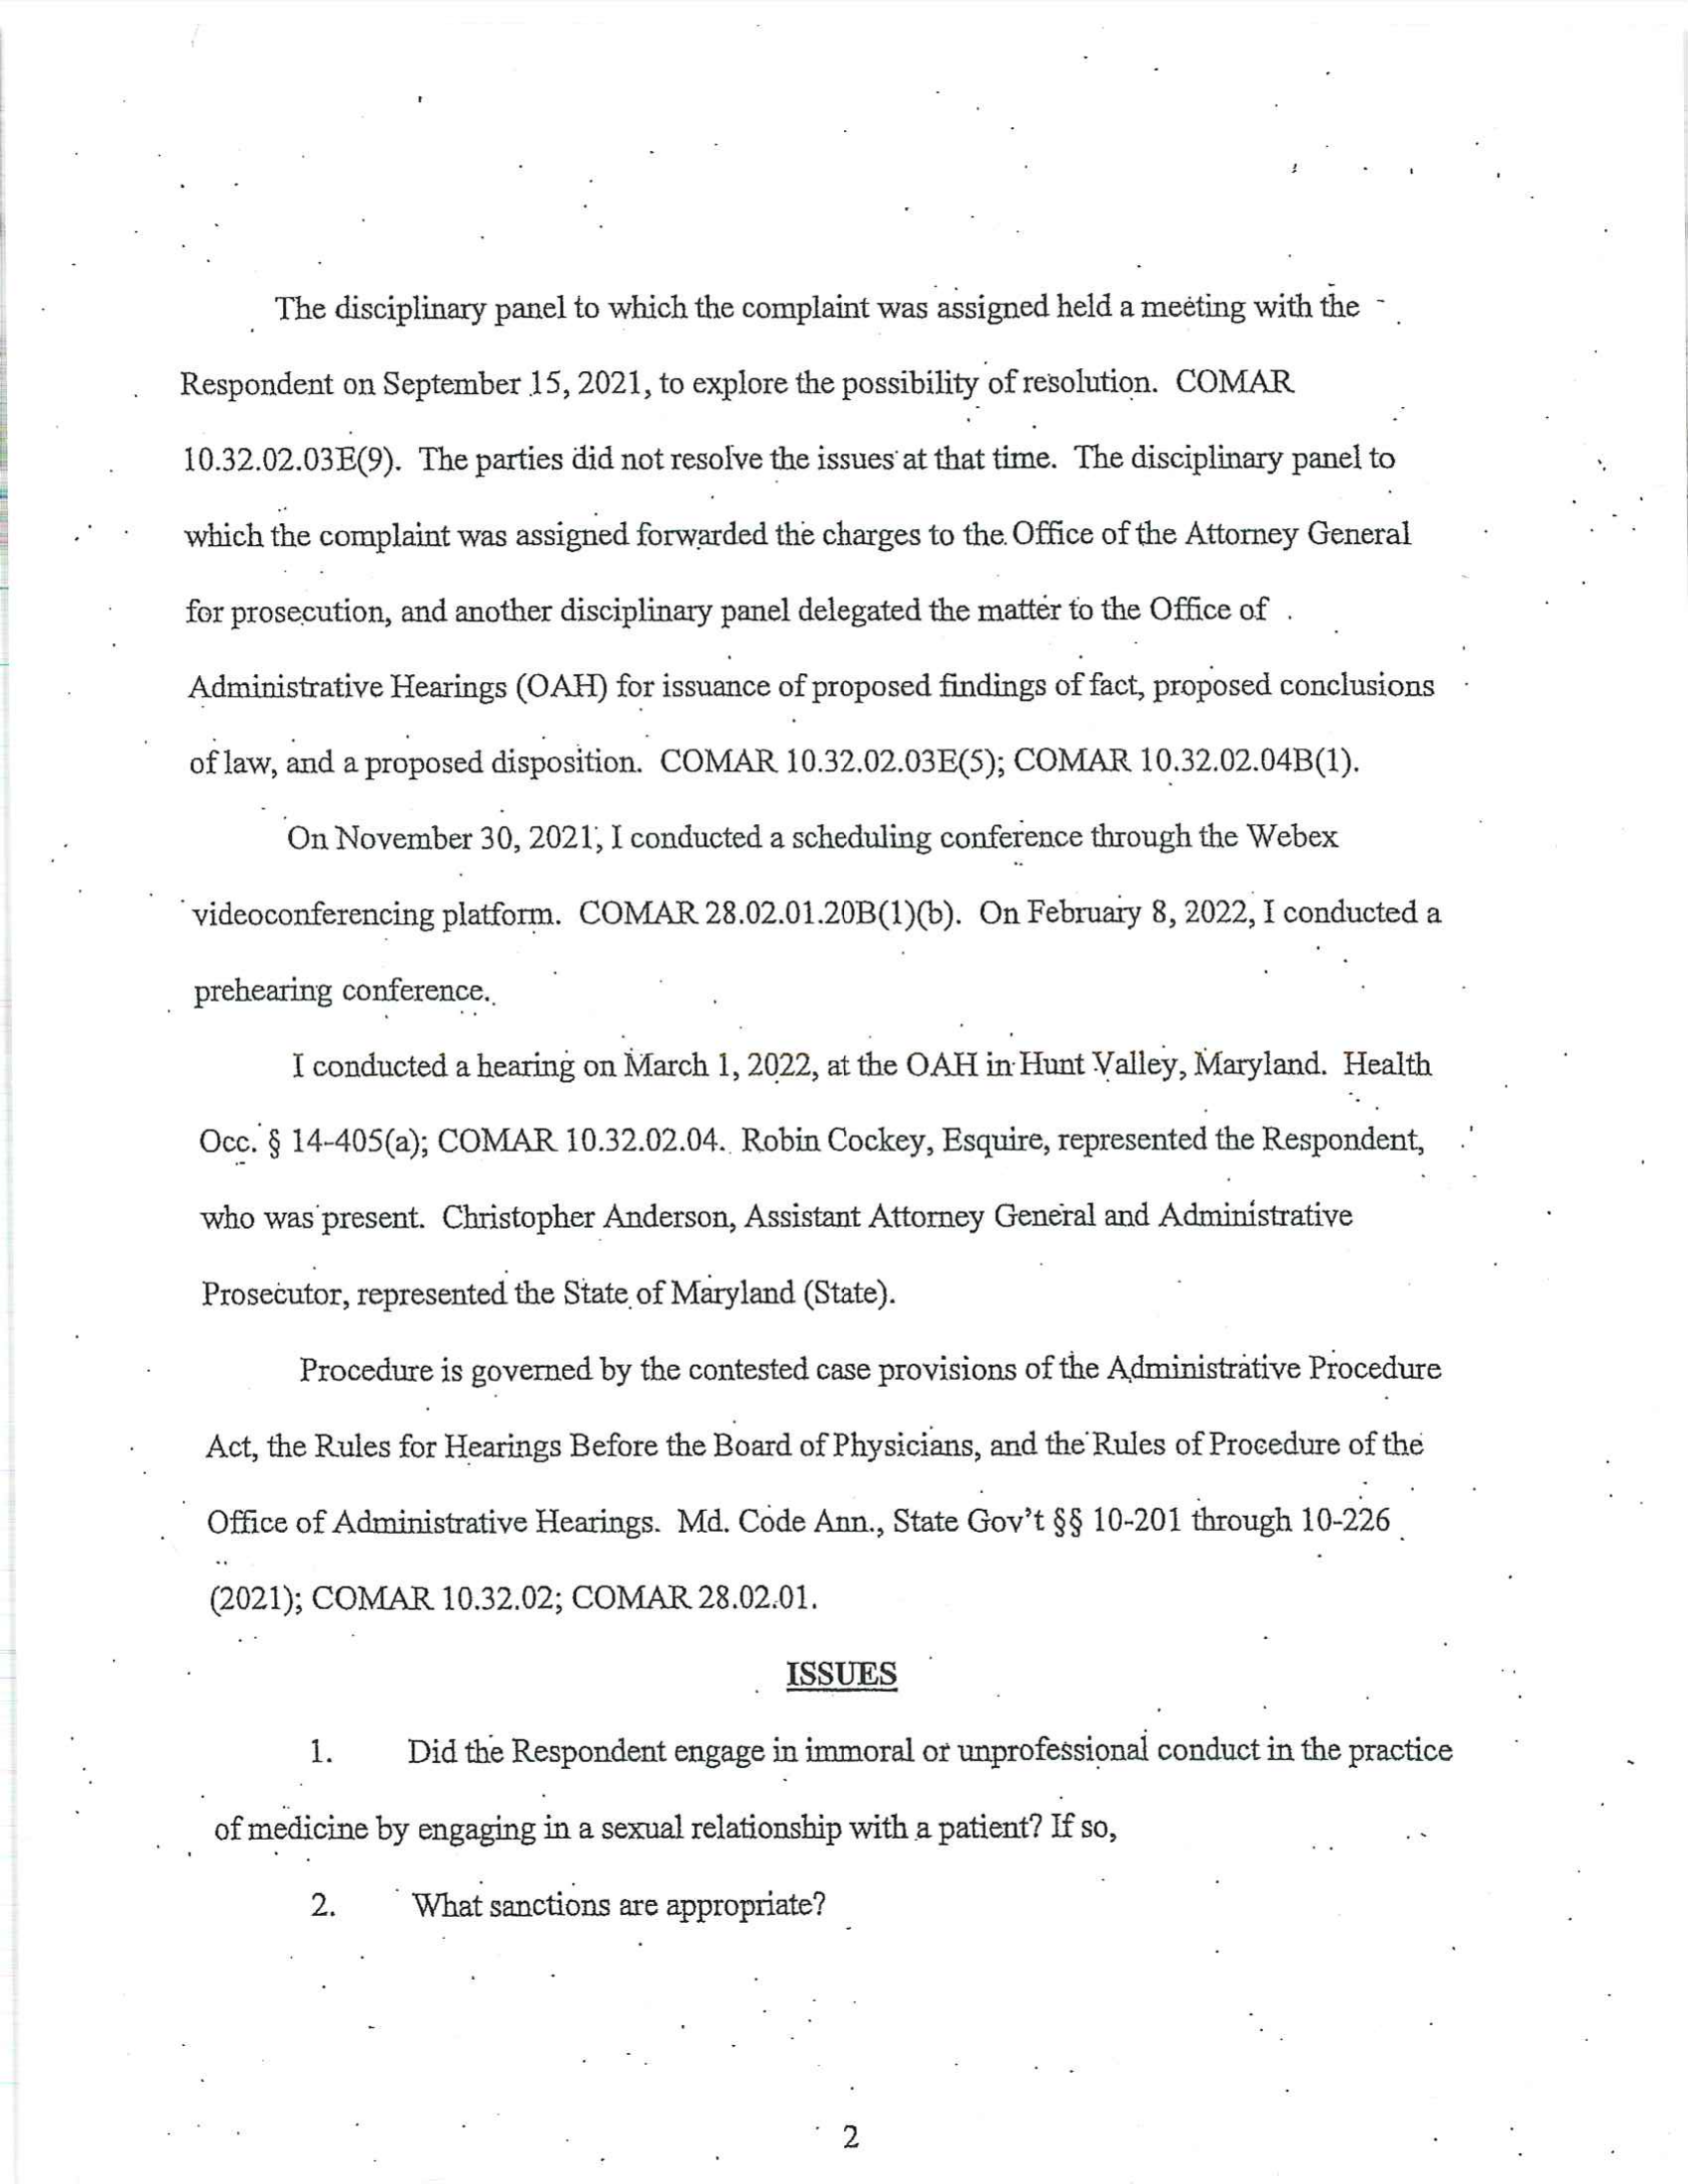 The disciplinary panel to which the complaint was assigned held a meeting with the
Respondent on September 15, 2021, to explore the possibility of resolution. COMAR
10.32.02.03E(9). The parties did not resolve the issues at that time. The disciplinary panel to
which the complaint was assigned forwarded the charges to the Office of the Attorney General
for prosecution, and another disciplinary panel delegated the matter to the Office of
Administrative Hearings (OAH) for issuance of proposed findings of fact, proposed conclusions
of law, and a proposed disposition. COMAR 10.32.02.03E(5); COMAR 10.32.02.04B(1).
On November 30, 2021, I conducted a scheduling conference through the Webex
videoconferencing platform. COMAR 28.02.01.20B(1)(b). On February 8, 2022, I conducted a
prehearing conference.
I conducted a hearing on March 1, 2022, at the OAH in Hunt Valley, Maryland. Health
Occ. § 14-405(a); COMAR 10.32.02.04. Robin Cockey, Esquire, represented the Respondent,
who was present. Christopher Anderson, Assistant Attorney General and Administrative
Prosecutor, represented the State of Maryland (State).
Procedure is governed by the contested case provisions of the Administrative Procedure
Act, the Rules for Hearings Before the Board of Physicians, and the Rules of Procedure of the
Office of Administrative Hearings. Md. Code Ann., State Gov't §§ 10-201 through 10-226
(2021); COMAR 10.32.02; COMAR 28.02.01.
ISSUES
1. Did the Respondent engage in immoral or unprofessional conduct in the practice
of medicine by engaging in a sexual relationship with a patient? If so,
2. What sanctions are appropriate?
2